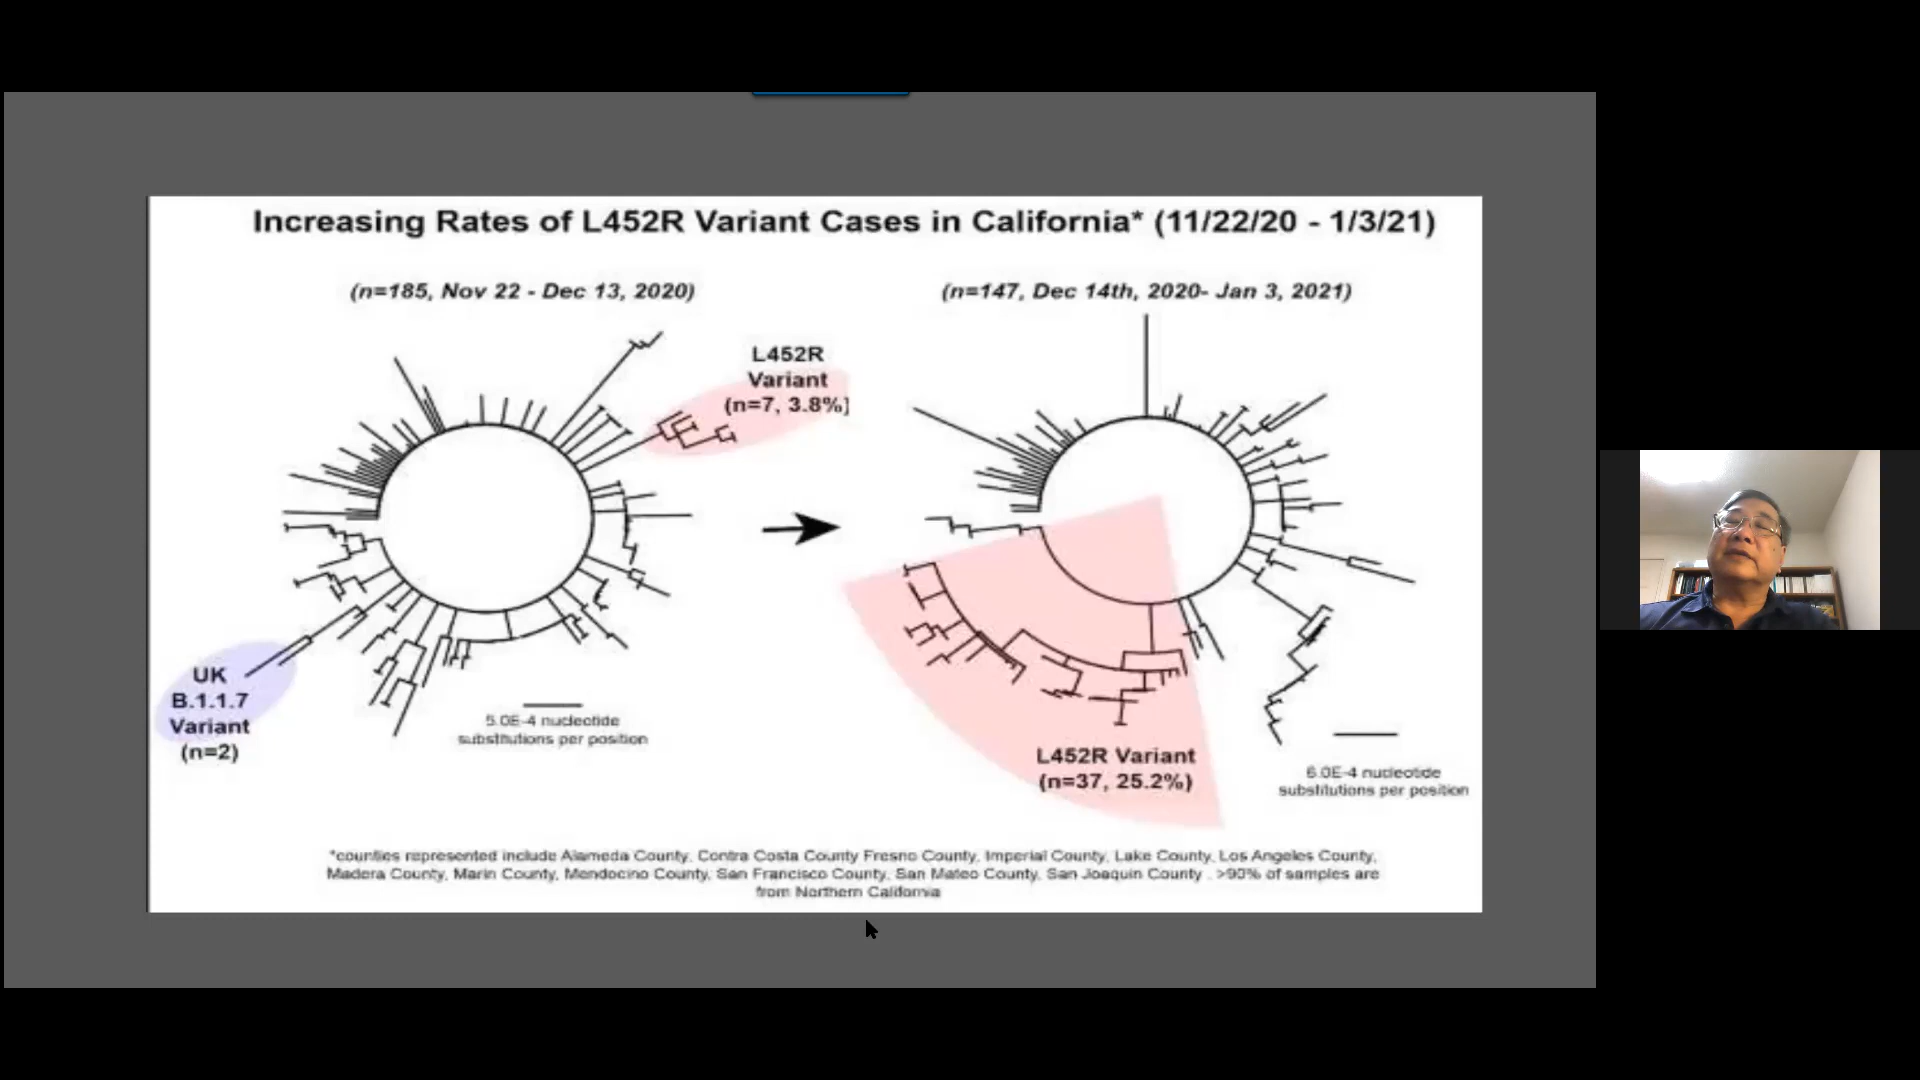 Increasing Rates of L452R Variant Cases in California* (11/22/20 - 1/3/21)
(n=185, Nov 22 - Dec 13, 2020)
(n=147, Dec 14th, 2020- Jan 3, 2021)
L452R
Variant
(n=7, 3.8%)
UK
B.1.1.7
Variant
(n=2)
5.0E-4 nucleotide
substitutions per position
L452R Variant
(n=37, 25.2%)
6.0E-4 nucleotide
substitutions per position
*counties represented include Alameda County, Contra Costa County Fresno County, Imperial County, Lake County, Los Angeles County,
Madera County, Marin County, Mendocino County, San Francisco County, San Mateo County, San Joaquin County . >90% of samples are
from Northern California